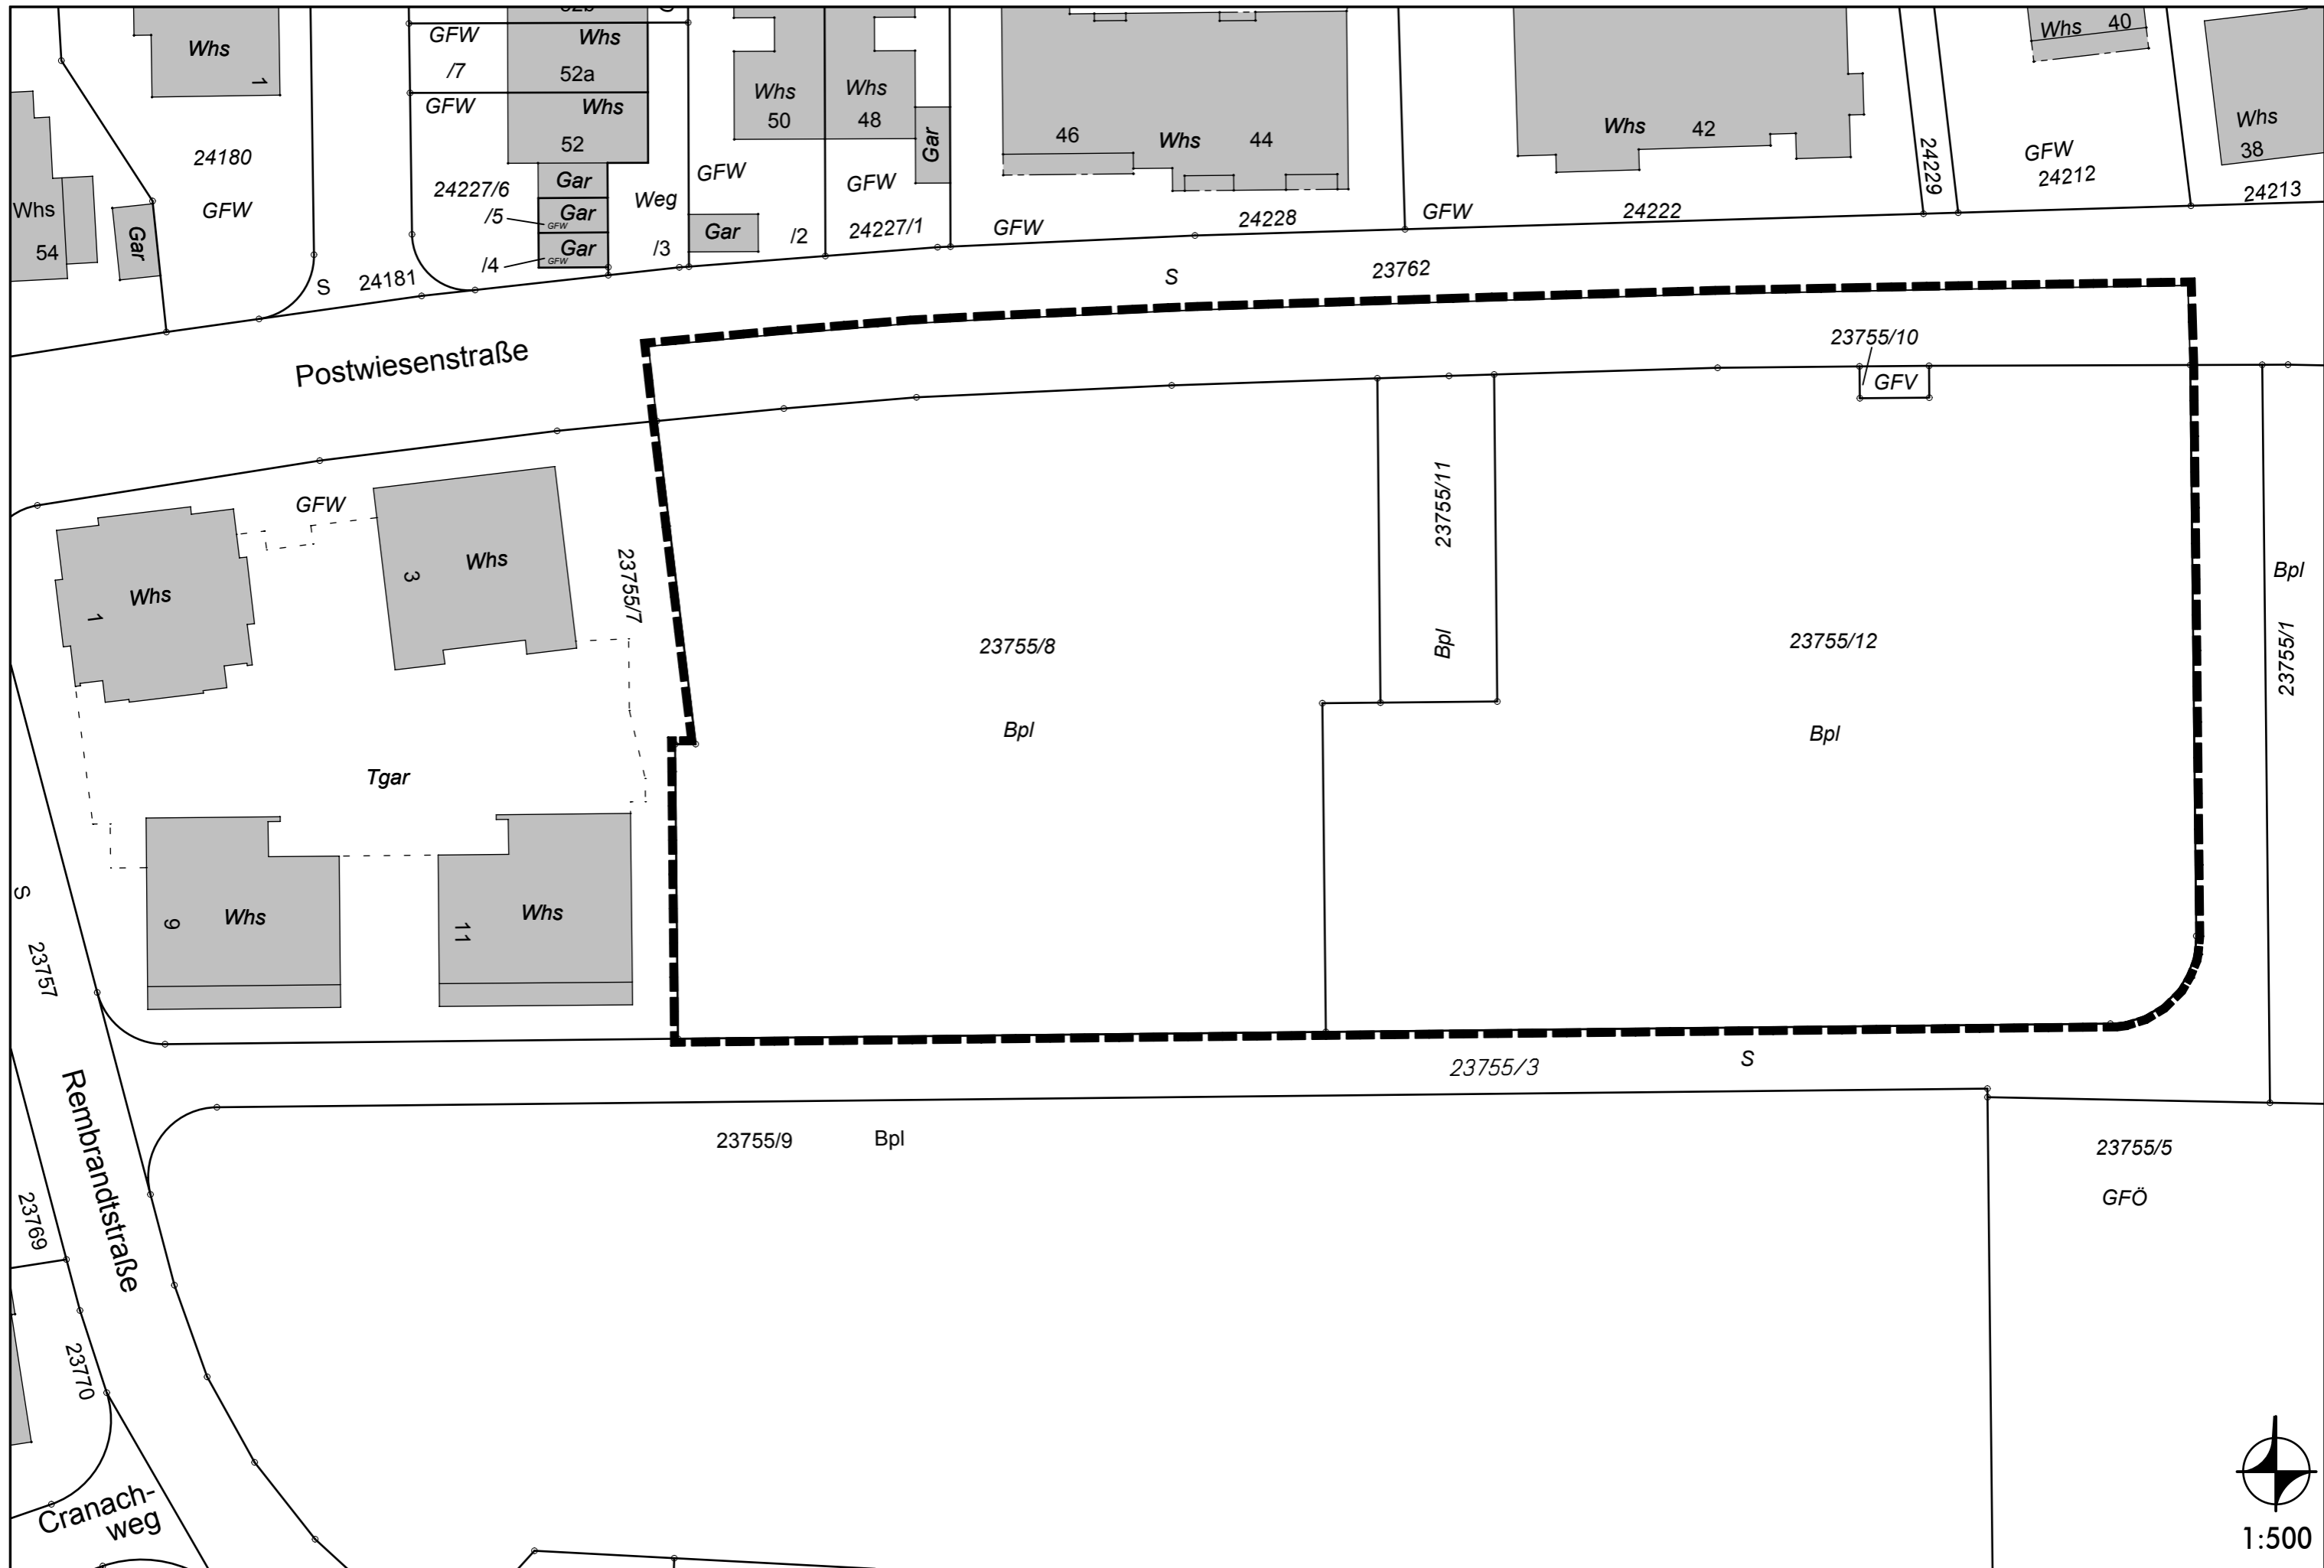 Whs
1
24180
GFW
Whs
54
Gar
S
24181
GFW
/7
Whs
52a
GFW
Whs
52
24227/6
Gar
/5
Gar
GFW
/4
Gar
GFW
Weg
/3
GFW
Gar
/2
Whs
50
Whs
48
Gar
GFW
24227/1
46
Whs
44
GFW
24228
Whs
42
GFW
24222
24229
Whs 40
GFW
24212
Whs
38
24213
S
23762
Postwiesenstraße
23755/10
GFV
GFW
Whs
1
Whs
3
23755/7
23755/8
Bpl
23755/11
Bpl
23755/12
Bpl
Bpl
23755/1
Tgar
Whs
9
Whs
11
S
23757
23755/3
S
Rembrandtstraße
23755/9
Bpl
23755/5
GFÖ
23769
23770
Cranach-
weg
1:500